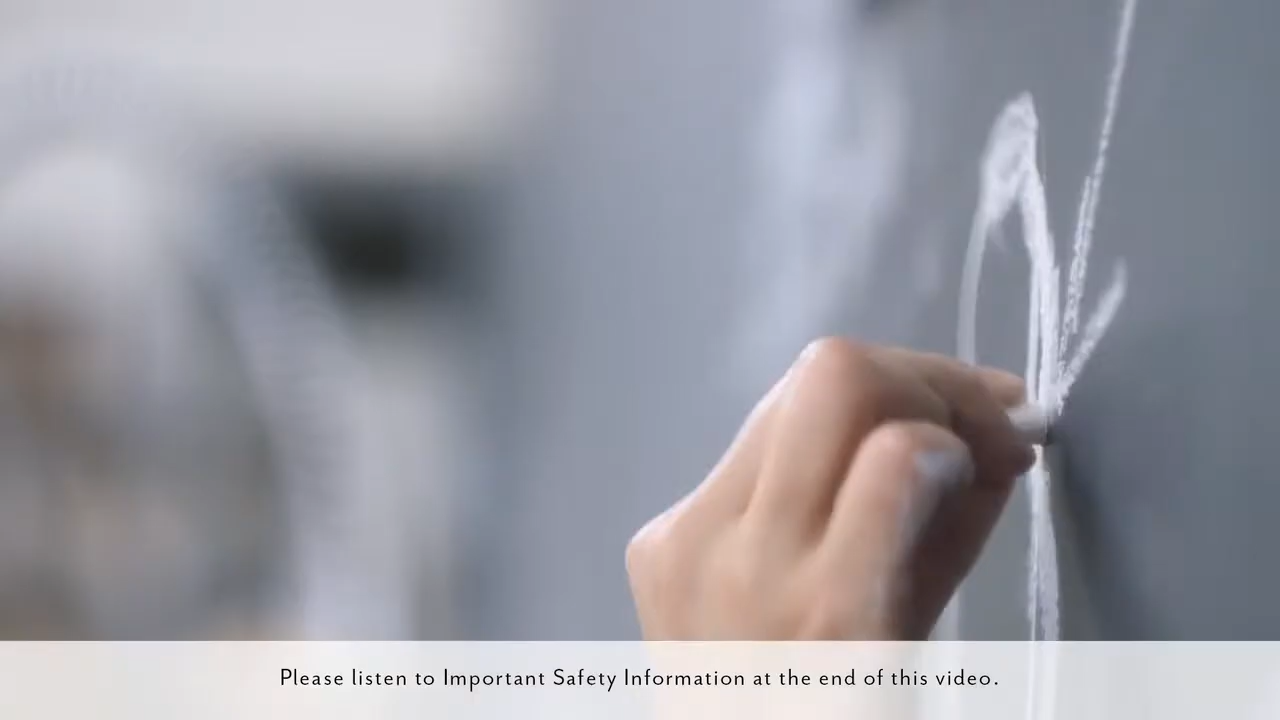 Please listen to Important Safety Information at the end of this video.